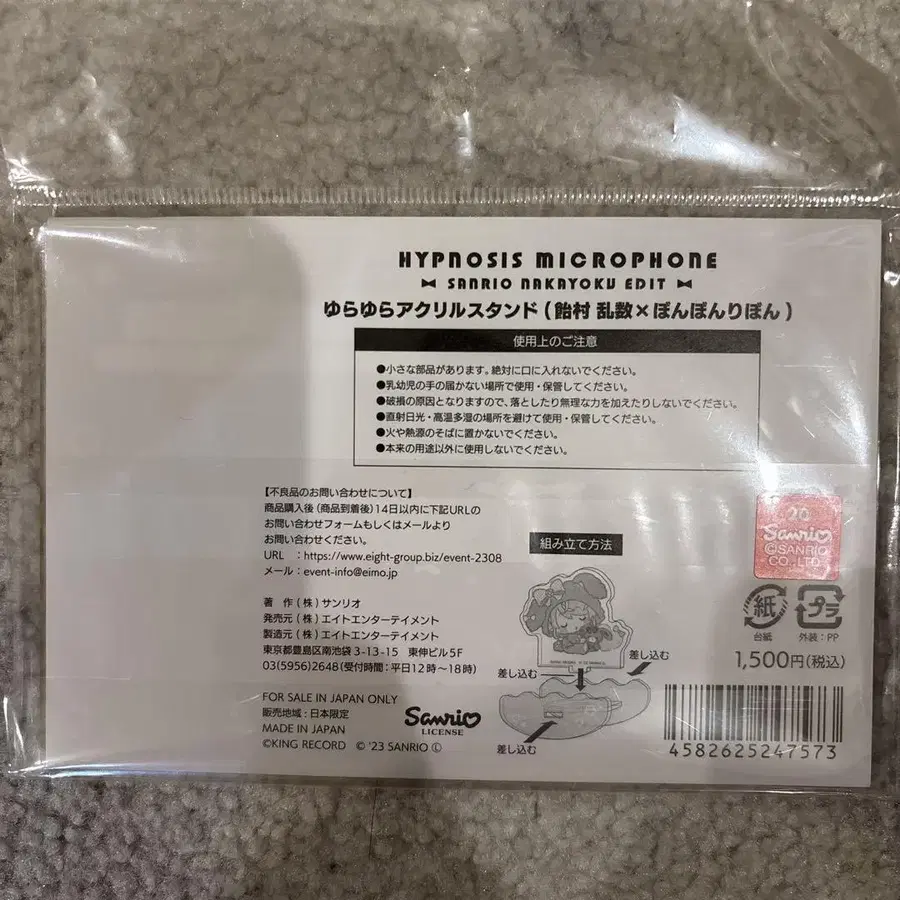 HYPNOSIS MICROPHONE
SANRIO NAKAYOKU EDIT
ゆらゆらアクリルスタンド(飴村 乱数×ぽんぽんりぼん)
使用上のご注意
●小さな部品があります。絶対に口に入れないでください。
●乳幼児の手の届かない場所で使用・保管してください。
●破損の原因となりますので、落としたり無理な力を加えたりしないでください。
●直射日光・高温多湿の場所を避けて使用・保管してください。
●火や熱源のそばに置かないでください。
●本来の用途以外に使用しないでください。
【不良品のお問い合わせについて】
商品購入後(商品到着後)14日以内に下記URLの
お問い合わせフォームもしくはメールより
お問い合わせください。
URL :https://www.eight-group.biz/event-2308
メール:event-info@eimo.jp
著 作(株)サンリオ
発売元(株)エイトエンターテイメント
製造元(株)エイトエンターテイメント
東京都豊島区南池袋3-13-15 東伸ビル5F
03(5956)2648(受付時間:平日12時〜18時)
FOR SALE IN JAPAN ONLY
販売地域:日本限定
MADE IN JAPAN
©KING RECORD © '23 SANRIO Ⓛ
Sanrio
LICENSE
組み立て方法
差し込む
差し込む
差し込む
20
Sanrio
©SANRIO
CO.,LTD.
紙
台紙
プラ
外装:PP
1,500円(税込)
4582625247573